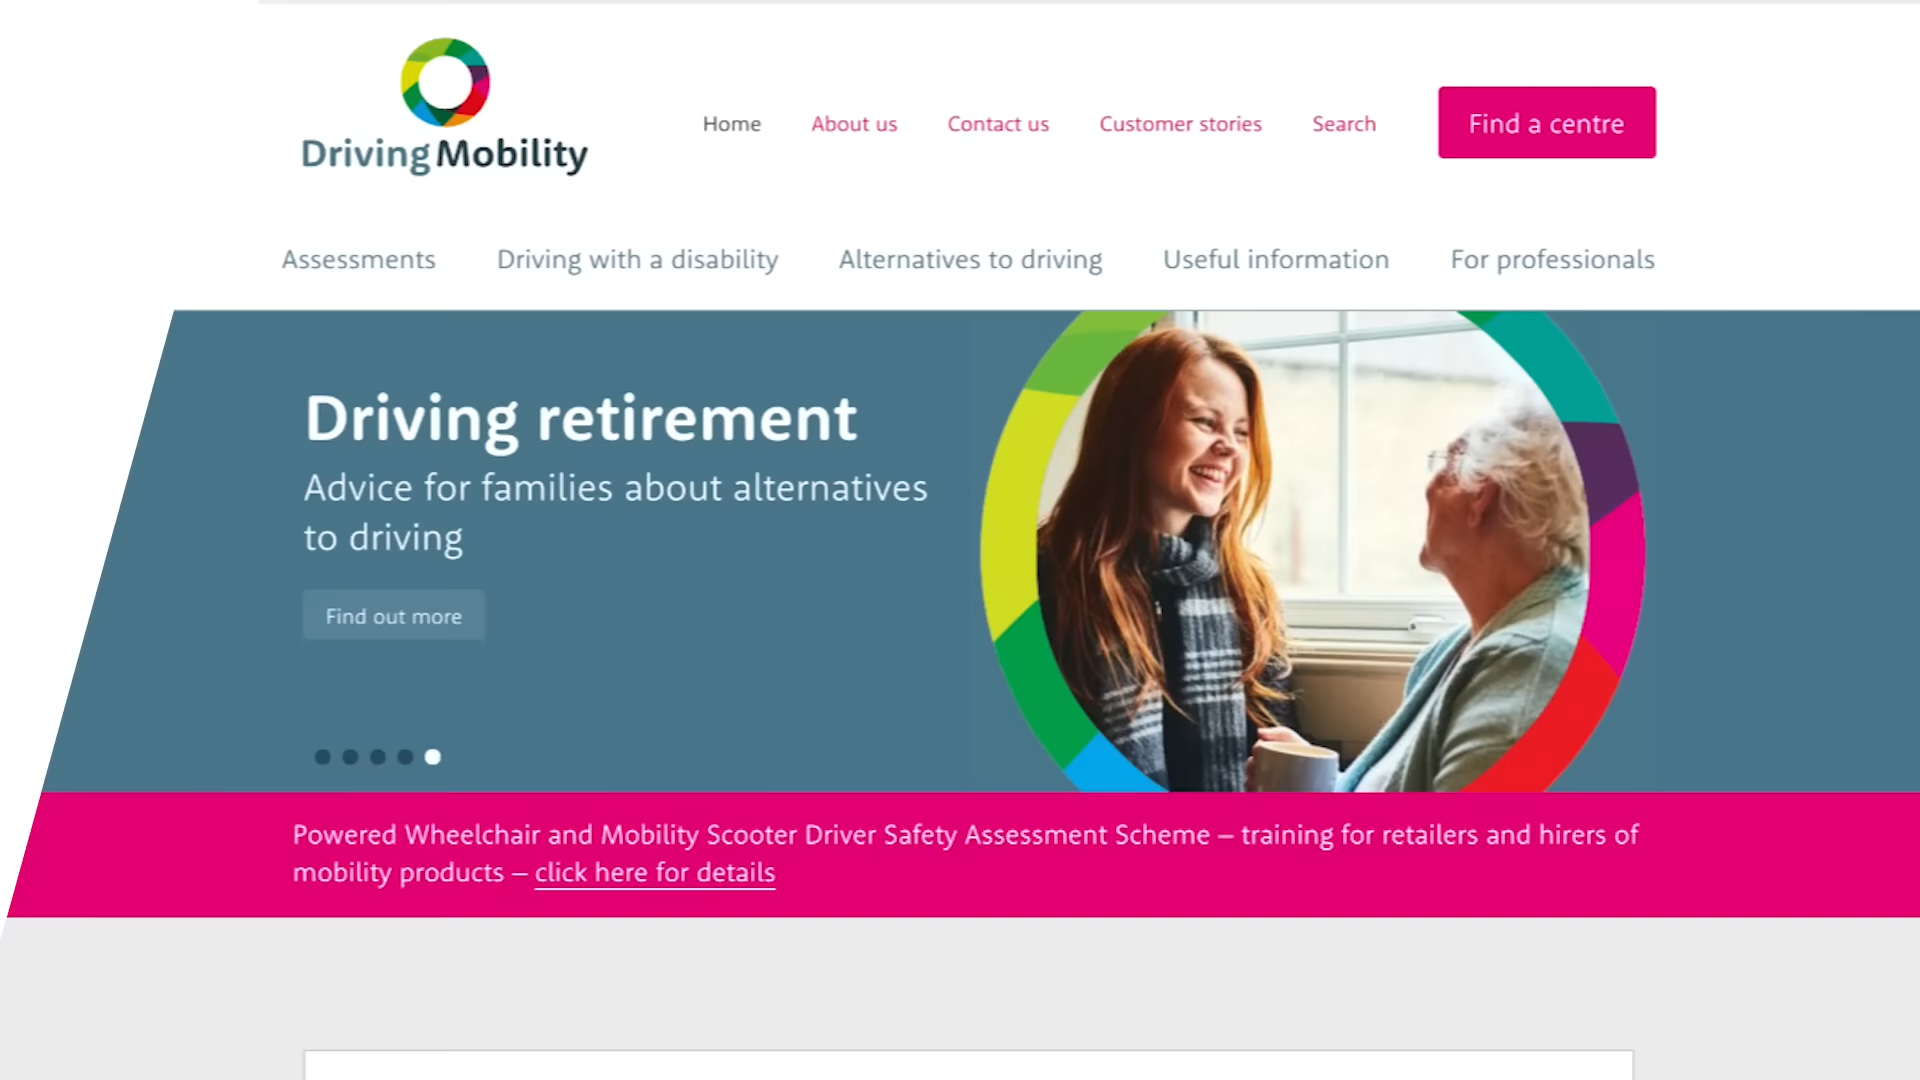 DrivingMobility
Home About us Contact us Customer stories Search Find a centre
Assessments Driving with a disability Alternatives to driving Useful information For professionals
Driving retirement
Advice for families about alternatives
to driving
Find out more
Powered Wheelchair and Mobility Scooter Driver Safety Assessment Scheme – training for retailers and hirers of
mobility products – click here for details